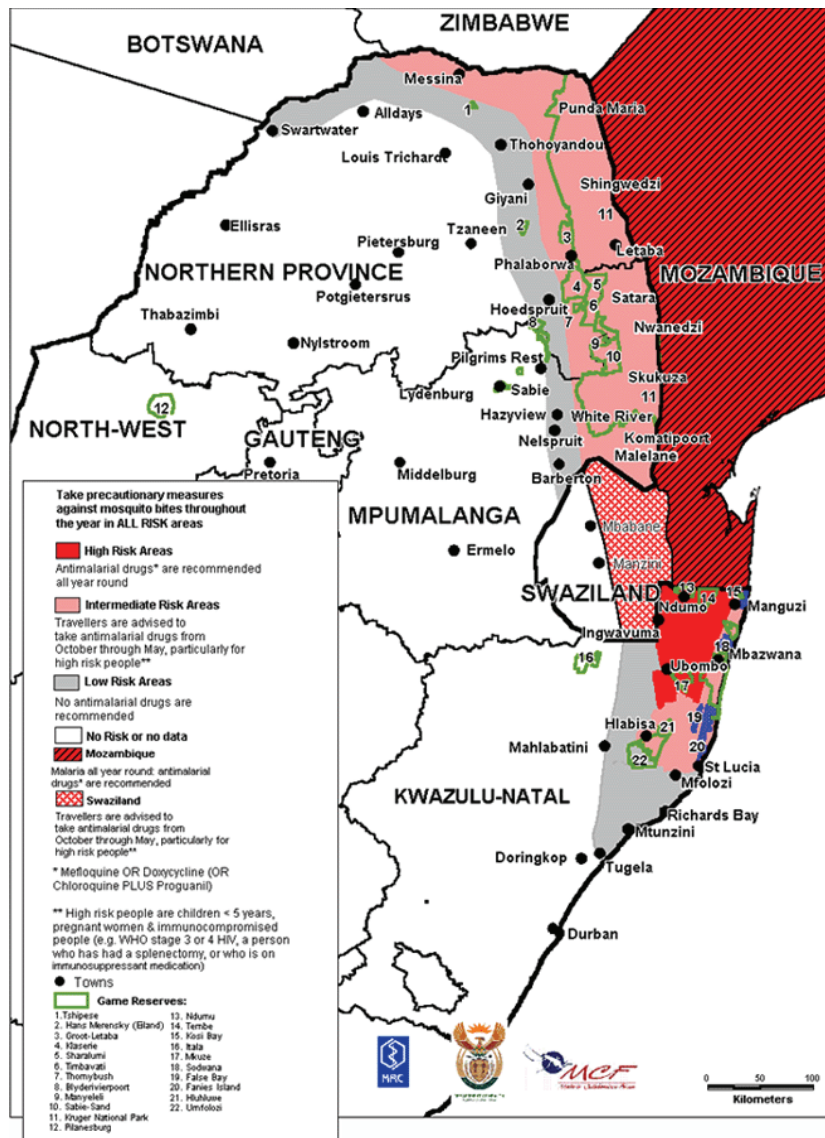 ZIMBABWE
BOTSWANA
Messina
Punda Maria
1
Alldays
Swartwater
Thohoyandou
Louis Trichardt
Shingwedzi
Giyani
11
Ellisras
2
3
Tzaneen
Pietersburg
Letaba
Phalaborwa
MOZAMBIQUE
NORTHERN PROVINCE
4
5
Potgietersrus
Satara
Hoedspruit
6
Thabazimbi
8
7
Nwanedzi
Nylstroom
9
10
Pilgrims Rest
Skukuza
Lydenburg
Sabie
11
12
Hazyview
White River
NORTH-WEST
GAUTENG
Nelspruit
Komatipoort
Malelane
Pretoria
Middelburg
Barberton
MPUMALANGA
Mbabane
Ermelo
Manzini
SWAZILAND
13
14
15
Ndumo
Manguzi
Ingwavuma
18
Mbazwana
16
Ubombo
17
19
Hlabisa
21
Mahlabatini
22
20
St Lucia
Mfolozi
KWAZULU-NATAL
Richards Bay
Mtunzini
Doringkop
Tugela
Durban
Take precautionary measures
against mosquito bites throughout
the year in ALL RISK areas
High Risk Areas
Antimalarial drugs* are recommended
all year round
Intermediate Risk Areas
Travellers are advised to
take antimalarial drugs from
October through May, particularly for
high risk people**
Low Risk Areas
No antimalarial drugs are
recommended
No Risk or no data
Mozambique
Malaria all year round: antimalarial
drugs* are recommended
Swaziland
Travellers are advised to
take antimalarial drugs from
October through May, particularly for
high risk people**
* Mefloquine OR Doxycycline (OR
Chloroquine PLUS Proguanil)
** High risk people are children < 5 years,
pregnant women & immunocompromised
people (e.g. WHO stage 3 or 4 HIV, a person
who has had a splenectomy, or who is on
immunosuppressant medication)
Towns
Game Reserves:
1. Tshipese
2. Hans Merensky (Eiland)
3. Groot-Letaba
4. Klaserie
5. Sharalumi
6. Timbavati
7. Thornybush
8. Blyderivierpoort
9. Manyeleli
10. Sabie-Sand
11. Kruger National Park
12. Pilanesburg
13. Ndumu
14. Tembe
15. Kosi Bay
16. Itala
17. Mkuze
18. Sodwana
19. False Bay
20. Fanies Island
21. Hluhluwe
22. Umfolozi
MRC
MCF
0 50 100
Kilometers